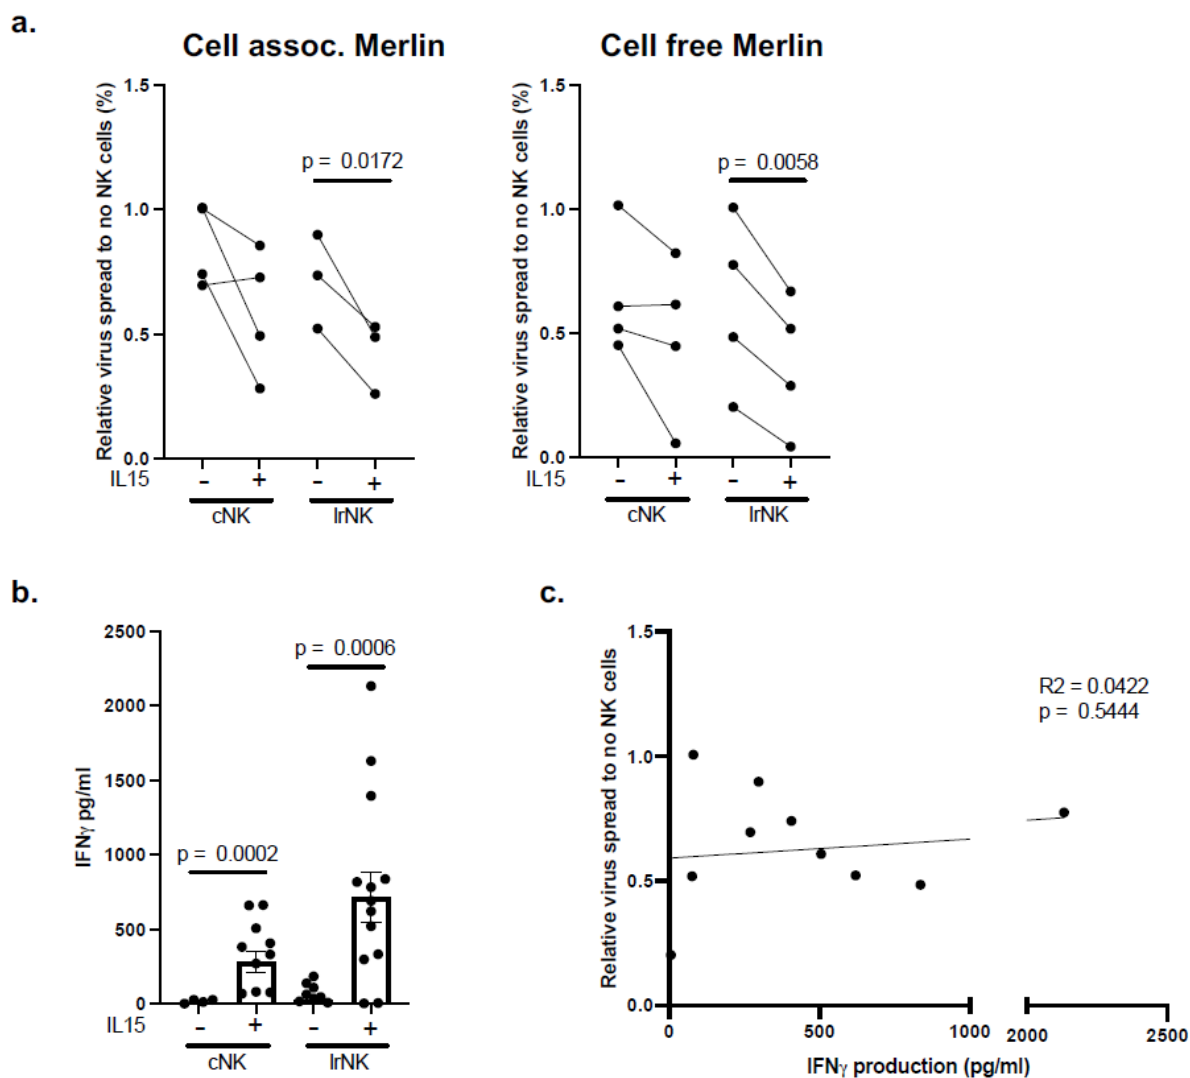 a.
Cell assoc. Merlin
Relative virus spread to no NK cells (%)
1.5
1.0
0.5
0.0
p = 0.0172
IL15 - + - +
cNK lrNK
Cell free Merlin
Relative virus spread to no NK cells (%)
1.5
1.0
0.5
0.0
p = 0.0058
IL15 - + - +
cNK lrNK
b.
IFNγ pg/ml
2500
2000
1500
1000
500
0
p = 0.0002
p = 0.0006
IL15 - + - +
cNK lrNK
c.
Relative virus spread to no NK cells
1.5
1.0
0.5
0.0
R2 = 0.0422
p = 0.5444
0 500 1000 2000 2500
IFNγ production (pg/ml)